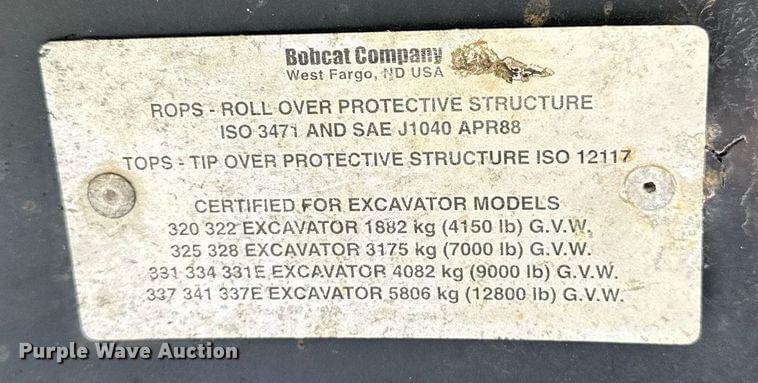 Bobcat Company
West Fargo, ND USA
ROPS - ROLL OVER PROTECTIVE STRUCTURE
ISO 3471 AND SAE J1040 APR88
TOPS - TIP OVER PROTECTIVE STRUCTURE ISO 12117
CERTIFIED FOR EXCAVATOR MODELS
320 322 EXCAVATOR 1882 kg (4150 lb) G.V.W.
325 328 EXCAVATOR 3175 kg (7000 lb) G.V.W.
331 334 331E EXCAVATOR 4082 kg (9000 lb) G.V.W.
337 341 337E EXCAVATOR 5806 kg (12800 lb) G.V.W.
Purple Wave Auction